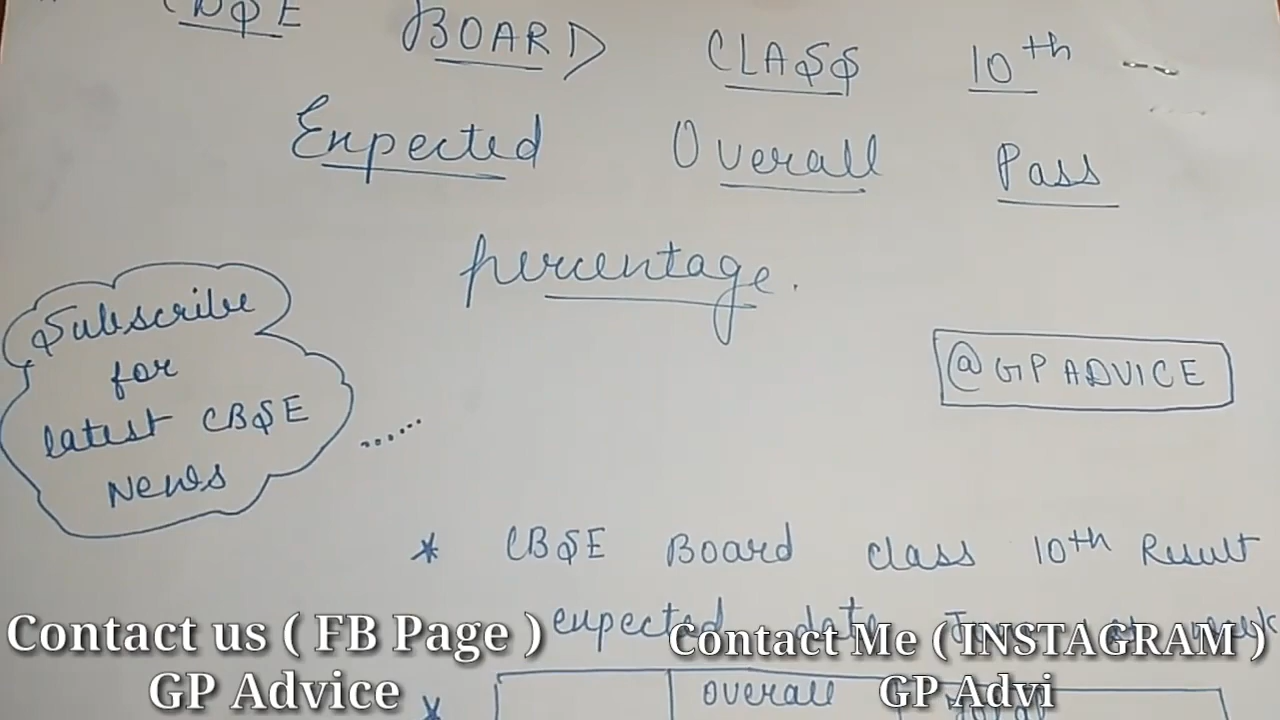 CBSE BOARD CLASS 10th
Expected Overall Pass
percentage.
Subscribe
for
latest CBSE
News
@GP ADVICE
* CBSE Board class 10th Result
expected date
Contact us ( FB Page )
GP Advice
Contact Me ( INSTAGRAM )
GP Advi
* overall